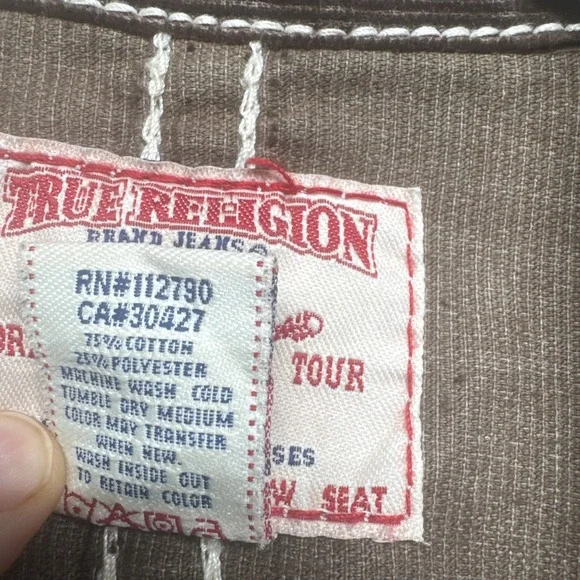 TRUE RELIGION
BRAND JEANS
RN#112790
CA#30427
75% COTTON
25% POLYESTER
MACHINE WASH COLD
TUMBLE DRY MEDIUM
COLOR MAY TRANSFER
WHEN NEW.
WASH INSIDE OUT
TO RETAIN COLOR
TOUR
SES
SEAT